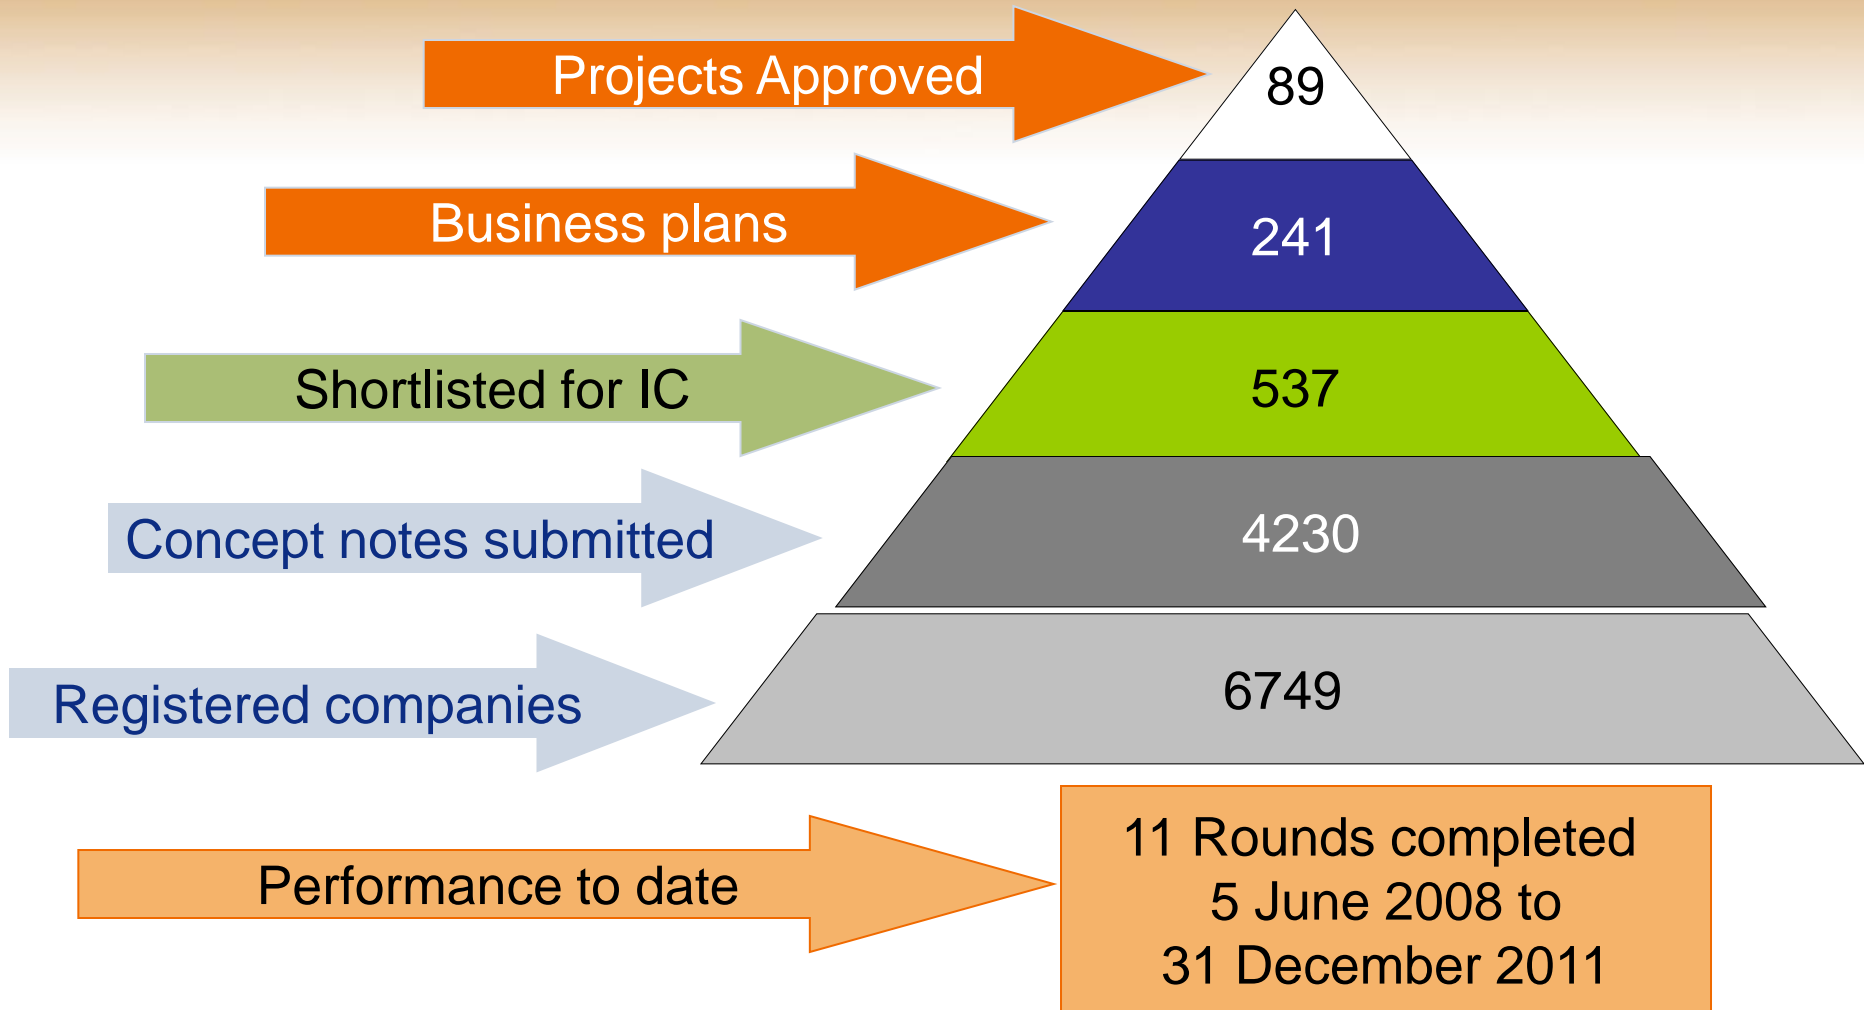 Projects Approved
89
Business plans
241
Shortlisted for IC
537
Concept notes submitted
4230
Registered companies
6749
Performance to date
11 Rounds completed
5 June 2008 to
31 December 2011